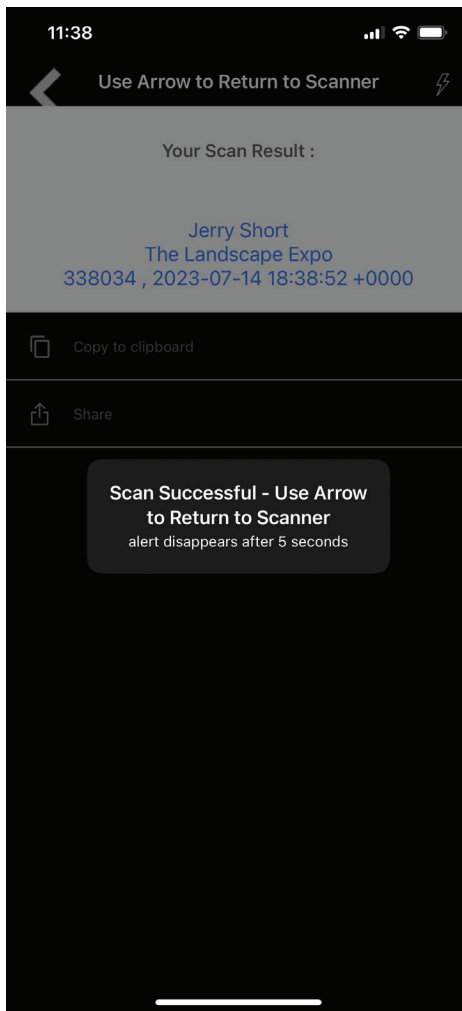 11:38
Use Arrow to Return to Scanner
Your Scan Result :
Jerry Short
The Landscape Expo
338034 , 2023-07-14 18:38:52 +0000
Copy to clipboard
Share
Scan Successful - Use Arrow
to Return to Scanner
alert disappears after 5 seconds